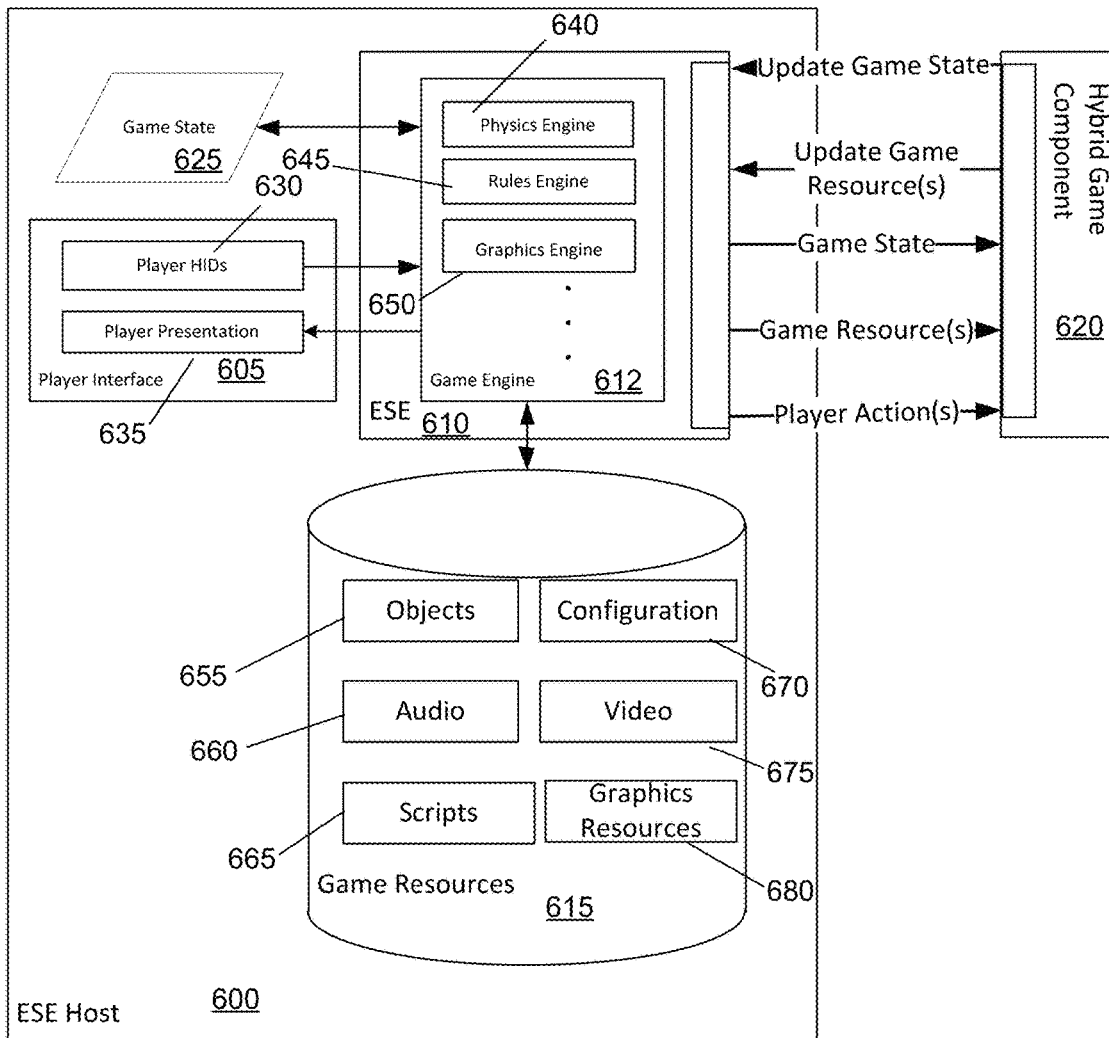 640
Update Game State
Hybrid Game
Component
Game State
625
Physics Engine
645
Rules Engine
Update Game
Resource(s)
630
Player HIDs
Graphics Engine
Game State
650
Player Presentation
605
Player Interface
635
Game Engine
612
ESE
610
Game Resource(s)
620
Player Action(s)
Objects
Configuration
655
670
Audio
Video
660
675
Scripts
Graphics
Resources
665
680
Game Resources
615
600
ESE Host